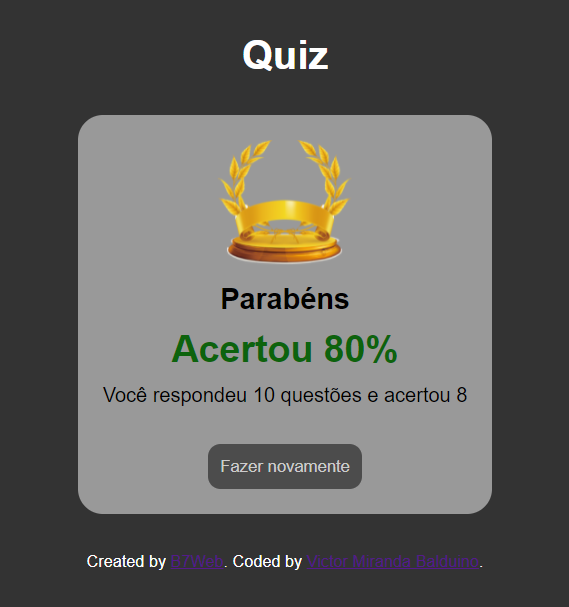 Quiz
Parabéns
Acertou 80%
Você respondeu 10 questões e acertou 8
Fazer novamente
Created by B7Web. Coded by Victor Miranda Balduino.